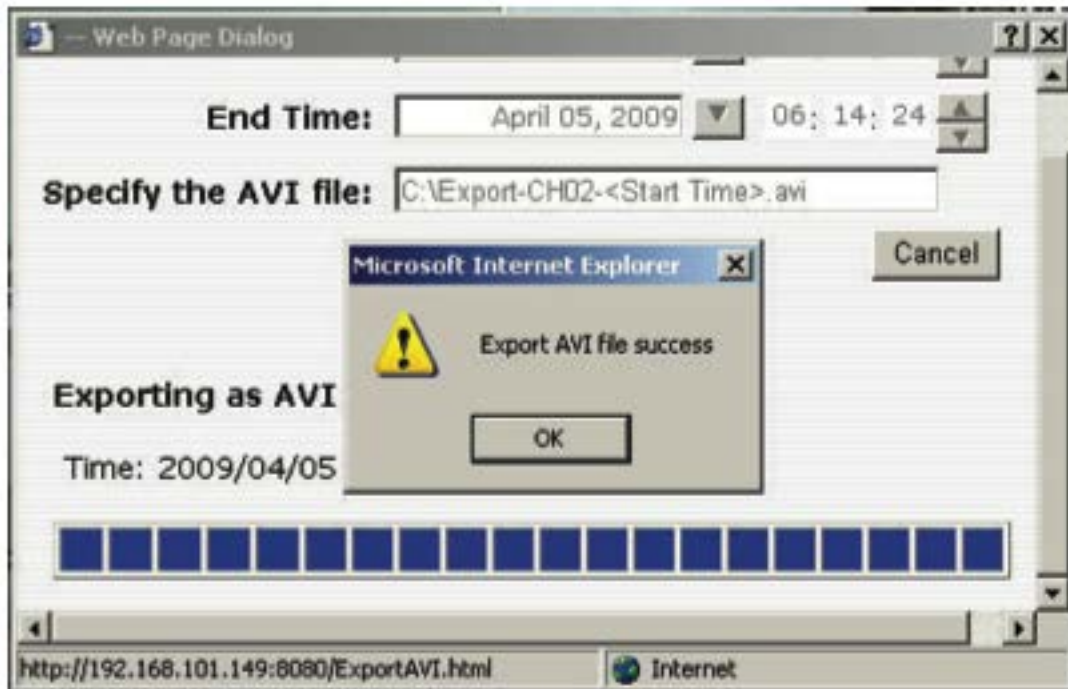 -- Web Page Dialog
End Time: April 05, 2009 06: 14: 24
Specify the AVI file: C:\Export-CH02-<Start Time>.avi
Cancel
Microsoft Internet Explorer
Export AVI file success
OK
Exporting as AVI
Time: 2009/04/05
http://192.168.101.149:8080/ExportAVI.html
Internet